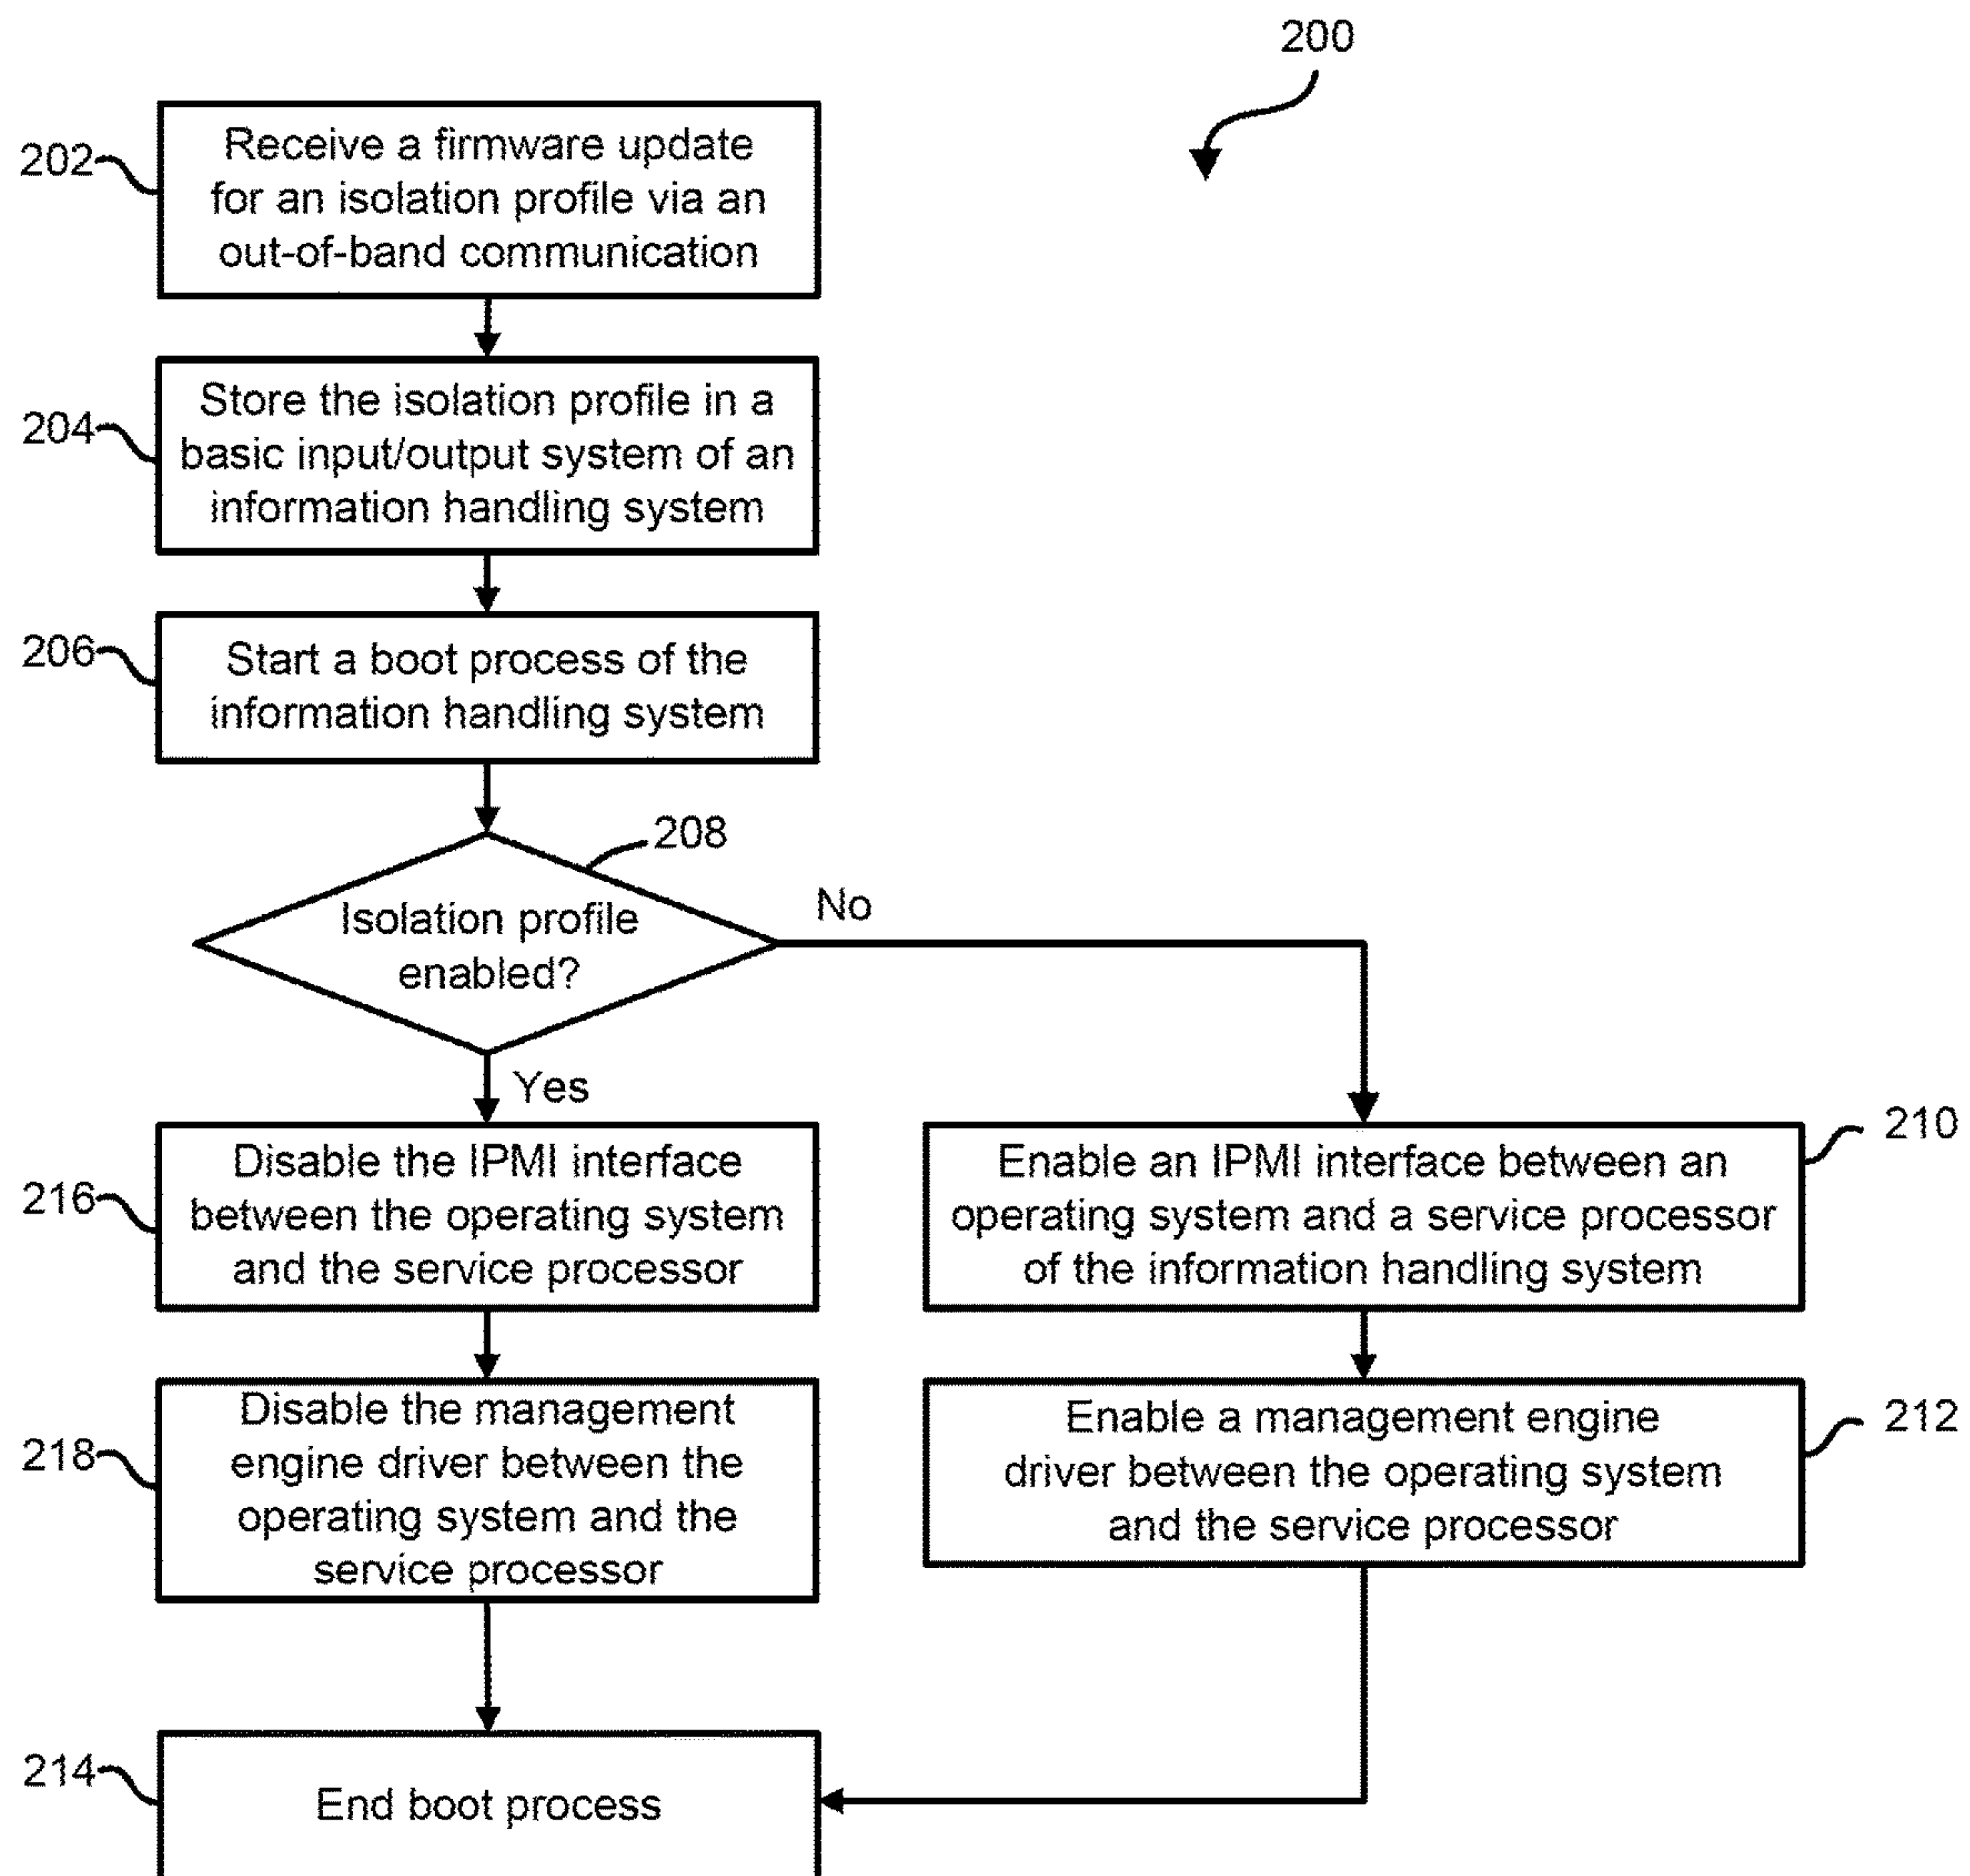 200
202
Receive a firmware update
for an isolation profile via an
out-of-band communication
204
Store the isolation profile in a
basic input/output system of an
information handling system
206
Start a boot process of the
information handling system
208
Isolation profile
enabled?
No
Yes
216
Disable the IPMI interface
between the operating system
and the service processor
210
Enable an IPMI interface between an
operating system and a service processor
of the information handling system
218
Disable the management
engine driver between the
operating system and the
service processor
212
Enable a management engine
driver between the operating system
and the service processor
214
End boot process